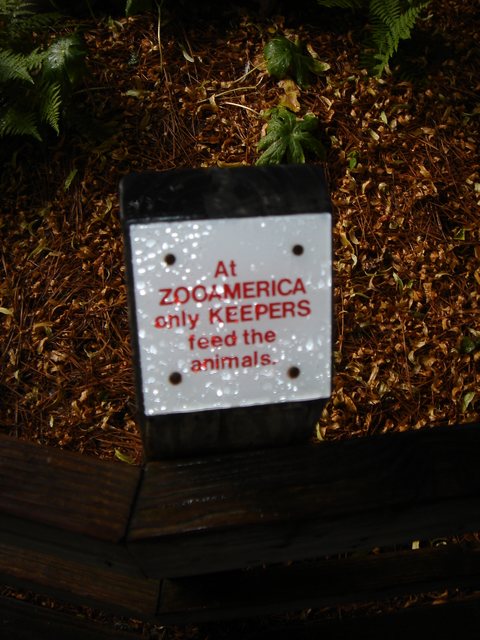 At
ZOOAMERICA
only KEEPERS
feed the
animals.